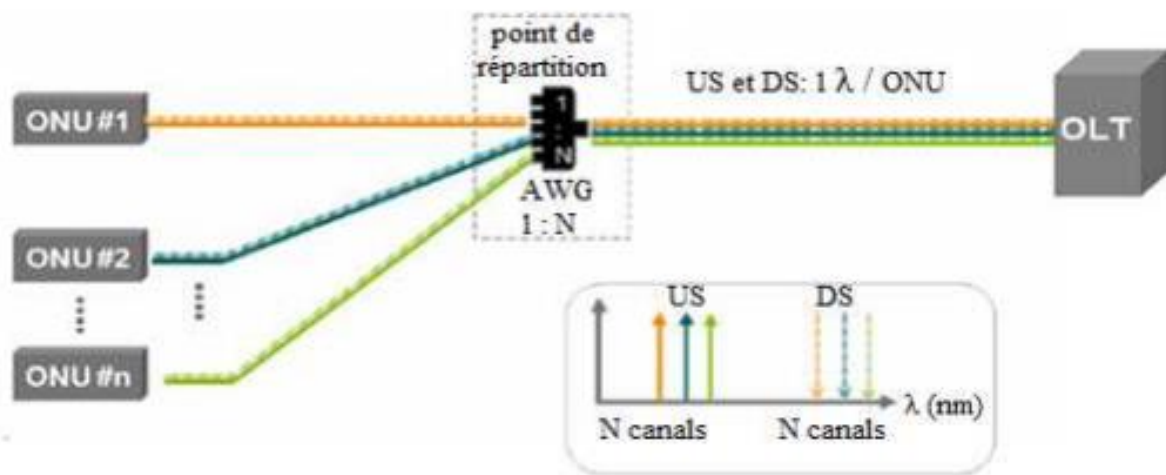 point de
répartition
US et DS: 1 λ / ONU
ONU #1
1
N
OLT
AWG
1 : N
ONU #2
ONU #n
US
DS
λ (nm)
N canals
N canals